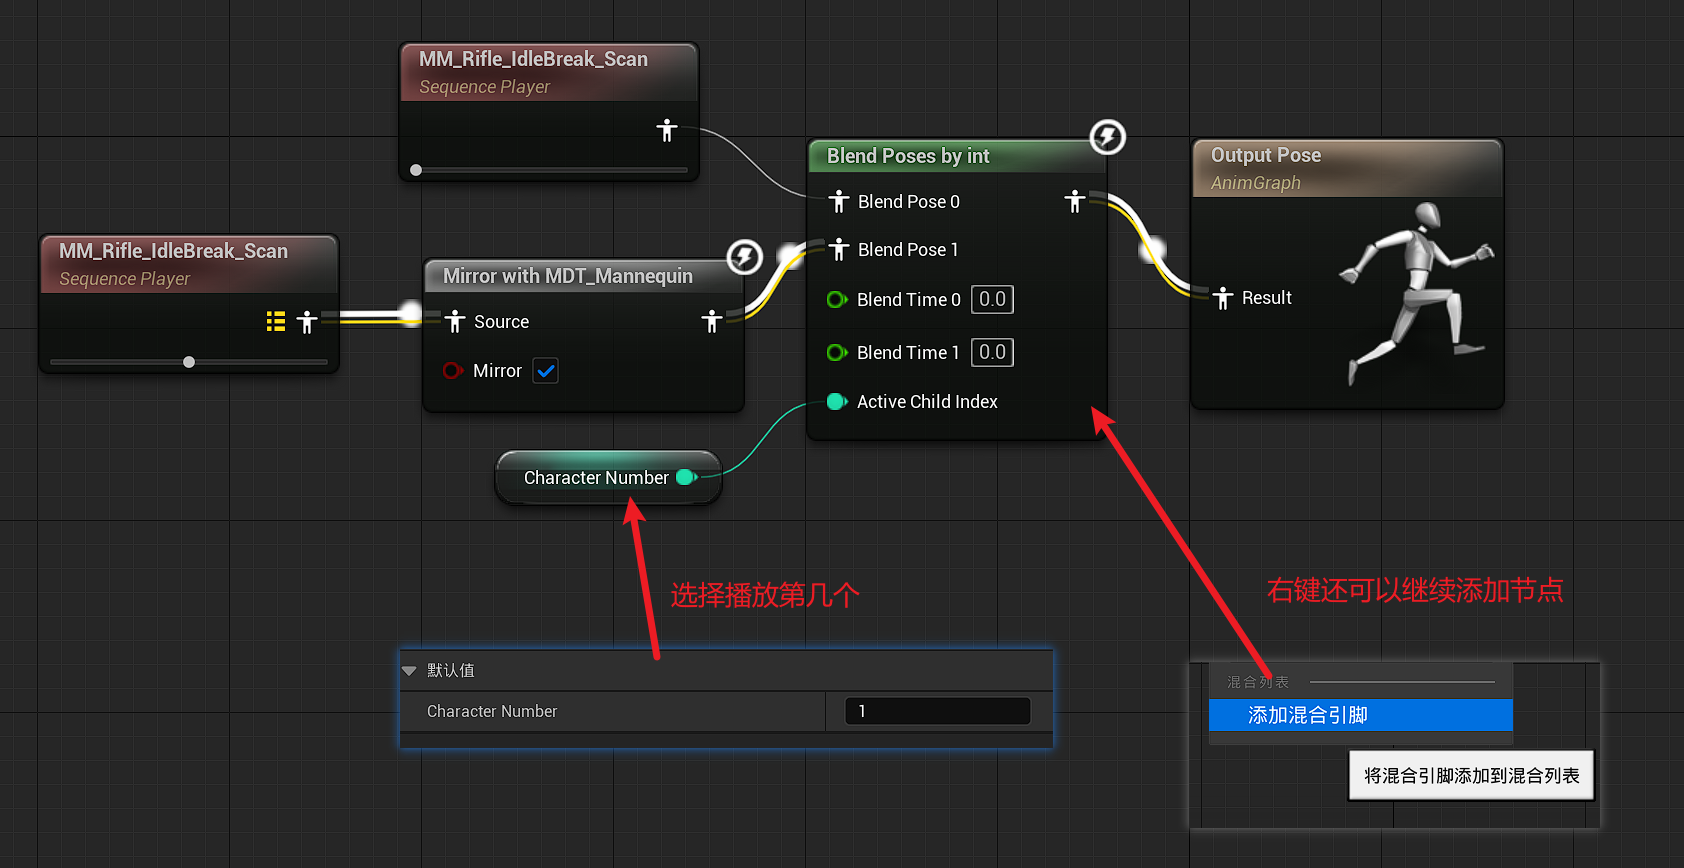 MM_Rifle_IdleBreak_Scan
Sequence Player
MM_Rifle_IdleBreak_Scan
Sequence Player
Mirror with MDT_Mannequin
Source
Mirror
Blend Poses by int
Blend Pose 0
Blend Pose 1
Blend Time 0 0.0
Blend Time 1 0.0
Active Child Index
Output Pose
AnimGraph
Result
Character Number
选择播放第几个
右键还可以继续添加节点
默认值
Character Number 1
混合列表
添加混合引脚
将混合引脚添加到混合列表